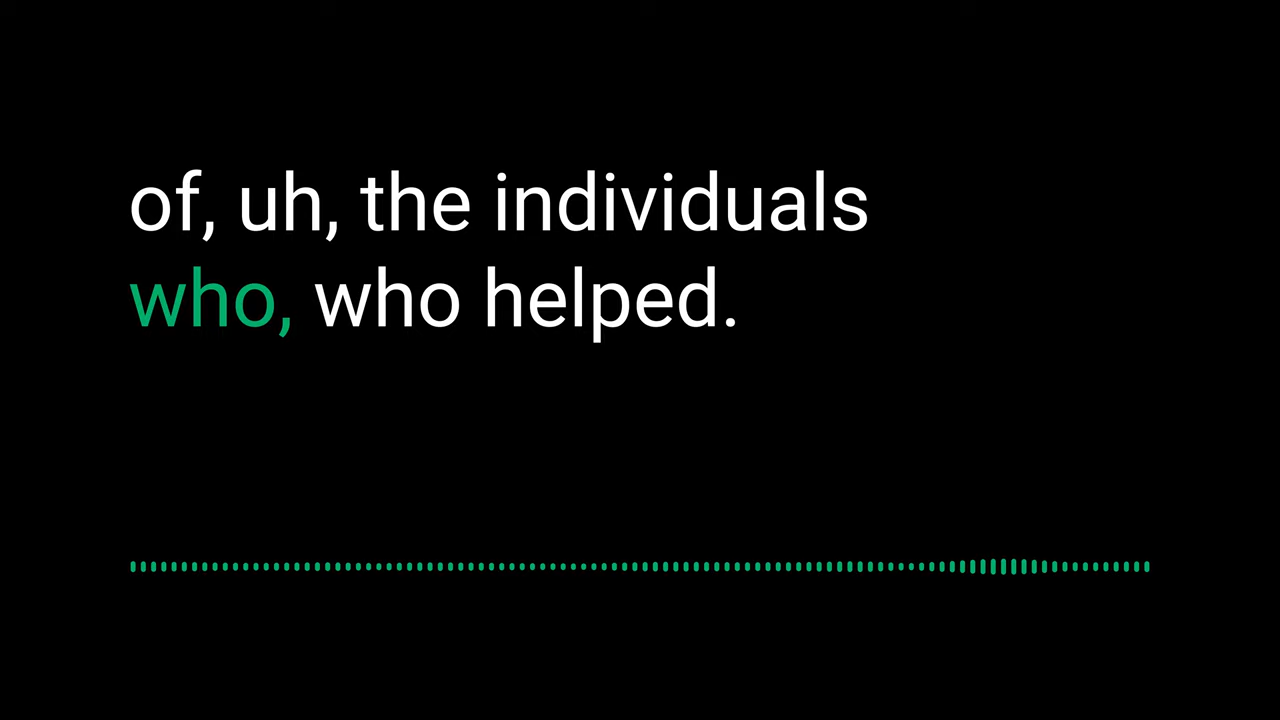 of, uh, the individuals
who, who helped.